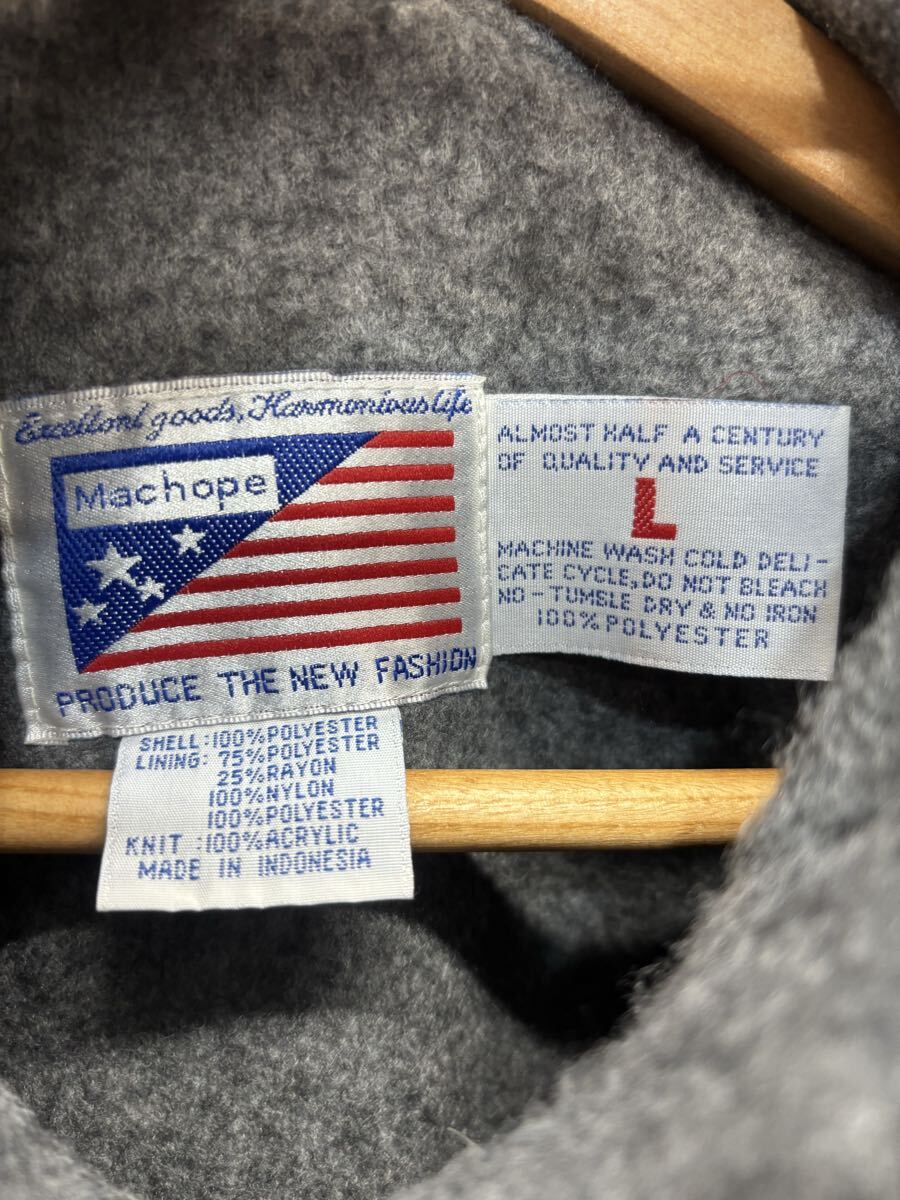 Excellent goods, Harmonious life
Machope
PRODUCE THE NEW FASHION
ALMOST HALF A CENTURY
OF QUALITY AND SERVICE
L
MACHINE WASH COLD DELI-
CATE CYCLE, DO NOT BLEACH
NO-TUMBLE DRY & NO IRON
100% POLYESTER
SHELL: 100% POLYESTER
LINING: 75% POLYESTER
25% RAYON
100% NYLON
100% POLYESTER
KNIT : 100% ACRYLIC
MADE IN INDONESIA